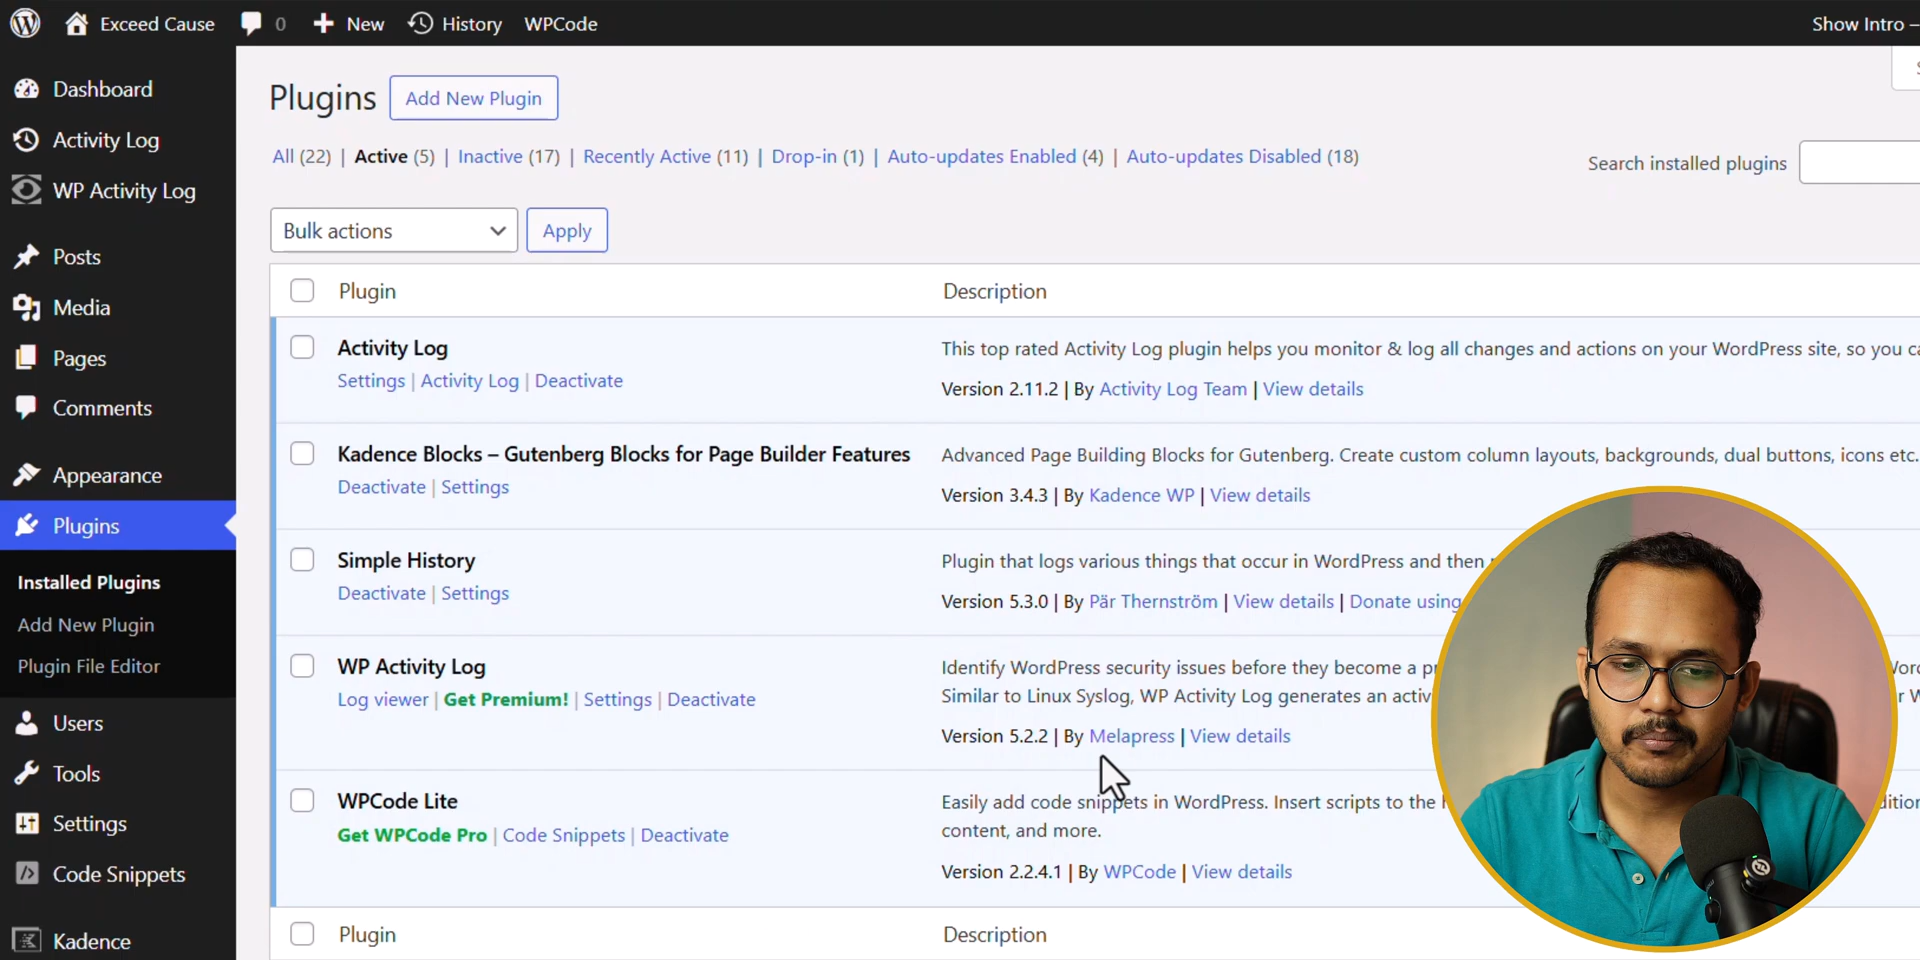 Exceed Cause 0 New History WPCode Show Intro –
Dashboard
Activity Log
WP Activity Log
Posts
Media
Pages
Comments
Appearance
Plugins
Installed Plugins
Add New Plugin
Plugin File Editor
Users
Tools
Settings
Code Snippets
Kadence
Plugins Add New Plugin
All (22) | Active (5) | Inactive (17) | Recently Active (11) | Drop-in (1) | Auto-updates Enabled (4) | Auto-updates Disabled (18)
Search installed plugins
Bulk actions Apply
Plugin Description
Activity Log
Settings | Activity Log | Deactivate
This top rated Activity Log plugin helps you monitor & log all changes and actions on your WordPress site, so you
Version 2.11.2 | By Activity Log Team | View details
Kadence Blocks – Gutenberg Blocks for Page Builder Features
Deactivate | Settings
Advanced Page Building Blocks for Gutenberg. Create custom column layouts, backgrounds, dual buttons, icons etc.
Version 3.4.3 | By Kadence WP | View details
Simple History
Deactivate | Settings
Plugin that logs various things that occur in WordPress and then
Version 5.3.0 | By Pär Thernström | View details | Donate using
WP Activity Log
Log viewer | Get Premium! | Settings | Deactivate
Identify WordPress security issues before they become a
Similar to Linux Syslog, WP Activity Log generates an
Version 5.2.2 | By Melapress | View details
WPCode Lite
Get WPCode Pro | Code Snippets | Deactivate
Easily add code snippets in WordPress. Insert scripts to the
content, and more.
Version 2.2.4.1 | By WPCode | View details
Plugin Description